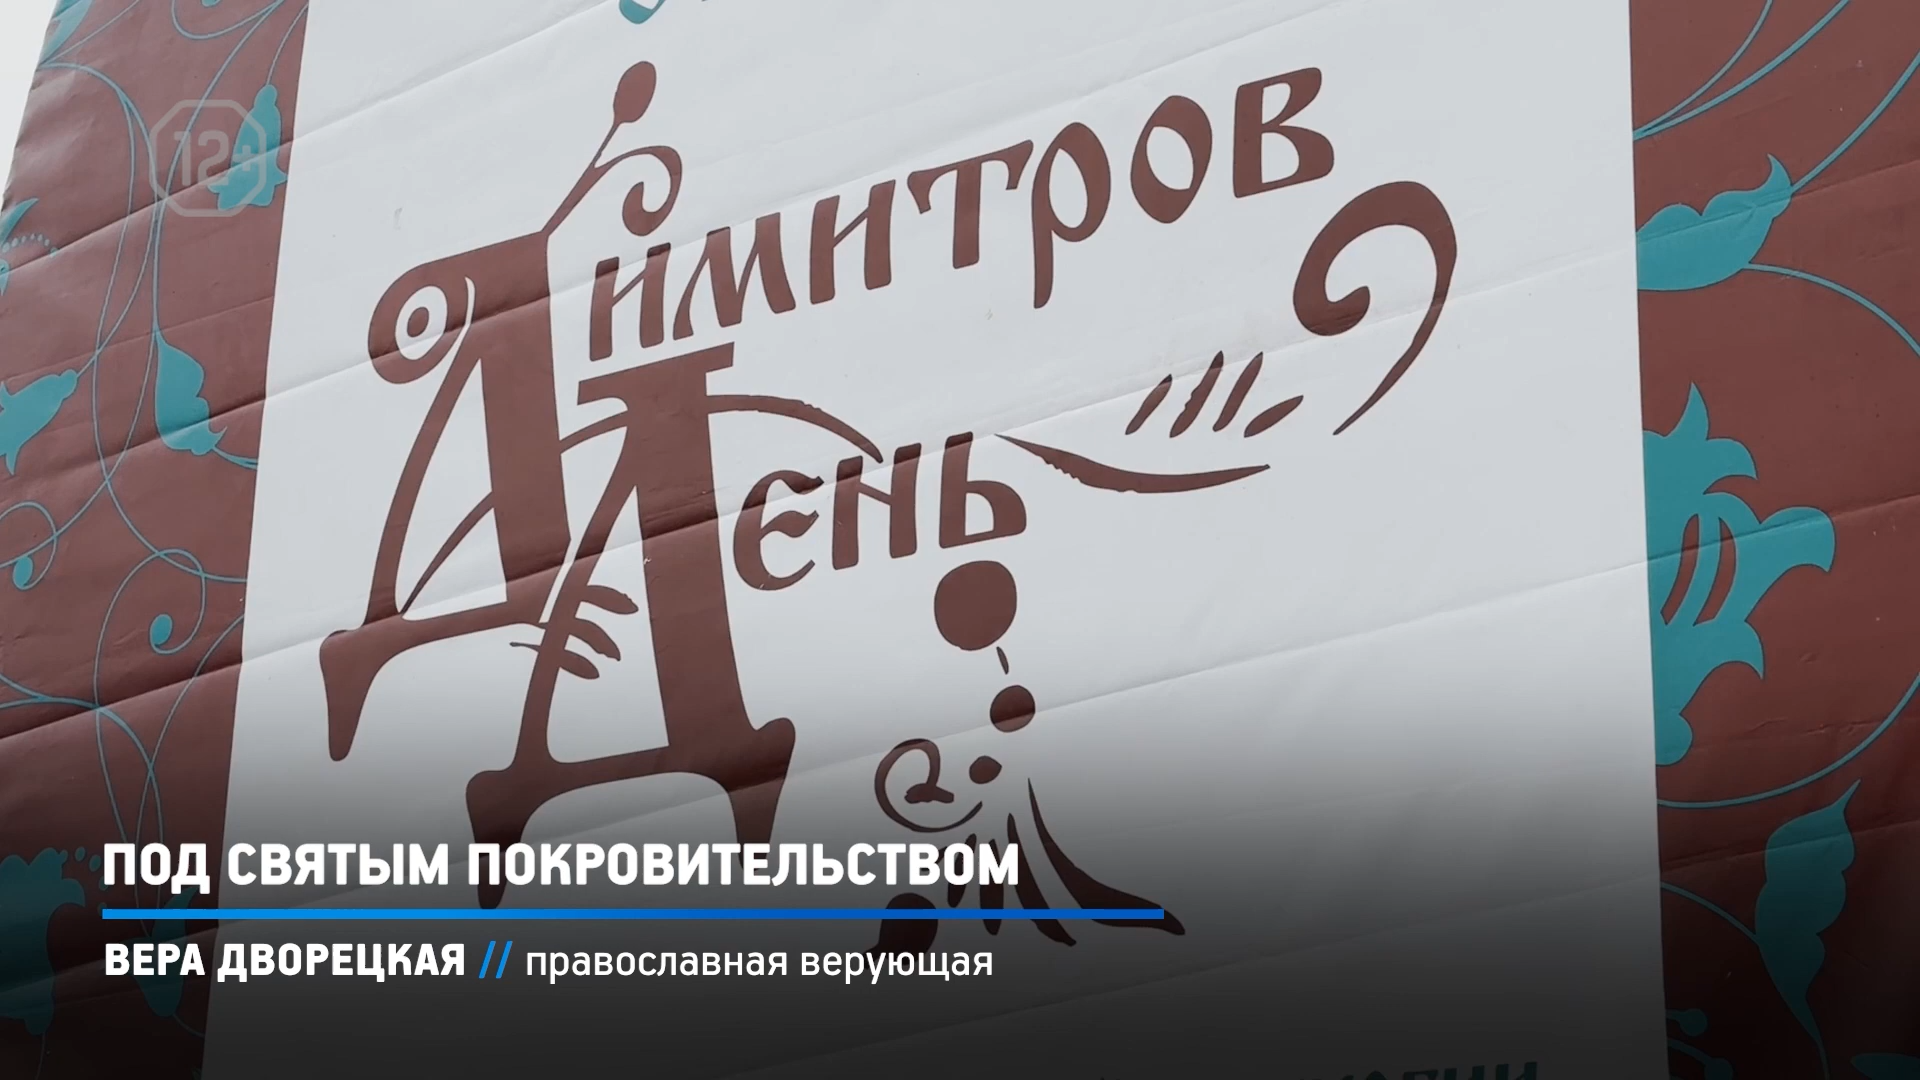 12+
Димитров
День
ПОД СВЯТЫМ ПОКРОВИТЕЛЬСТВОМ
ВЕРА ДВОРЕЦКАЯ // православная верующая